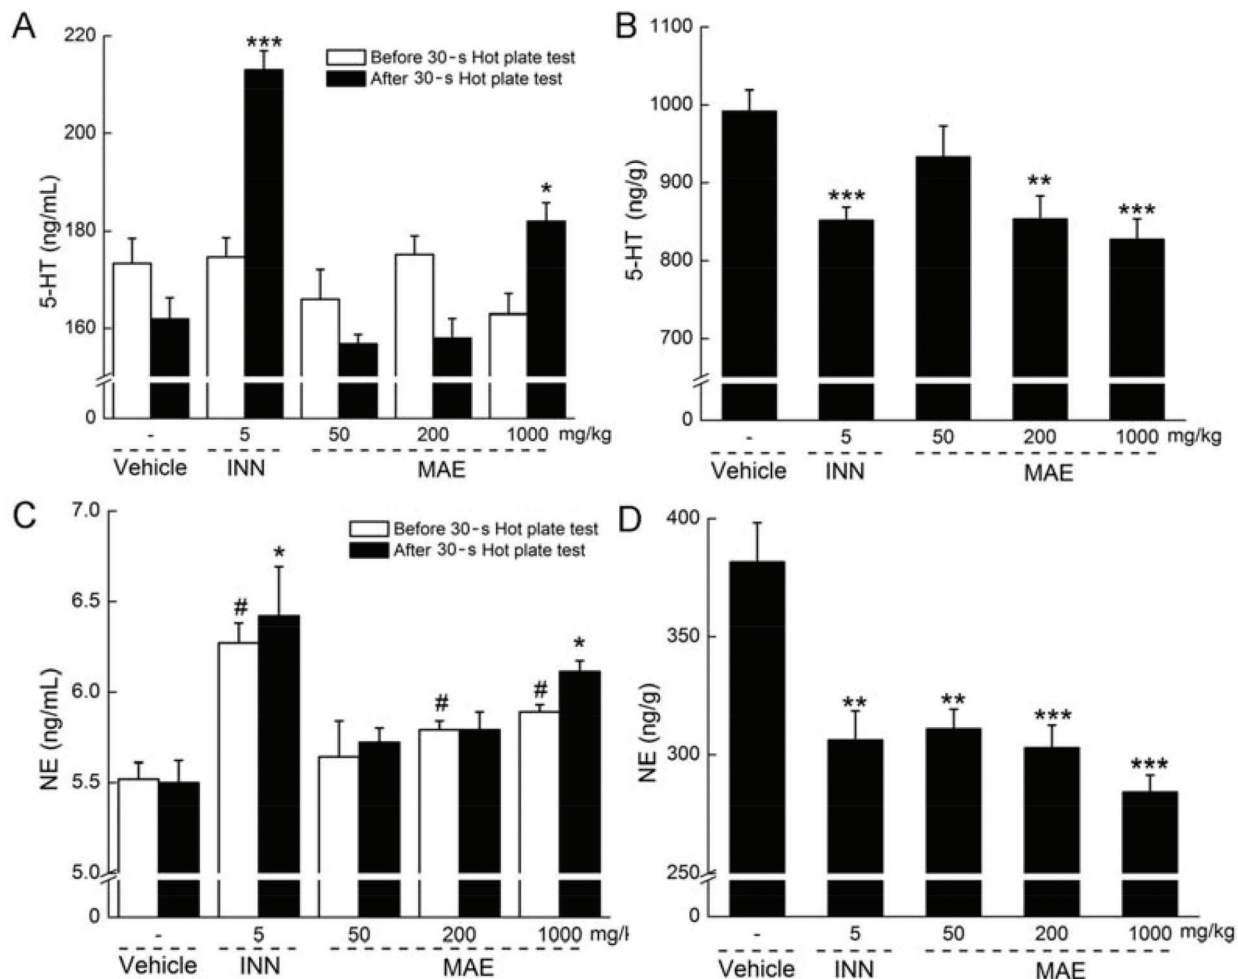 A
220
200
180
160
0
5-HT (ng/mL)
***
*
Before 30-s Hot plate test
After 30-s Hot plate test
- 5 50 200 1000 mg/kg
Vehicle INN MAE
B
1100
1000
900
800
700
0
5-HT (ng/g)
***
**
***
- 5 50 200 1000 mg/kg
Vehicle INN MAE
C
7.0
6.5
6.0
5.5
5.0
0
NE (ng/mL)
Before 30-s Hot plate test
After 30-s Hot plate test
#
*
#
#
*
- 5 50 200 1000 mg/
Vehicle INN MAE
D
400
350
300
250
0
NE (ng/g)
**
**
***
***
- 5 50 200 1000 mg/kg
Vehicle INN MAE